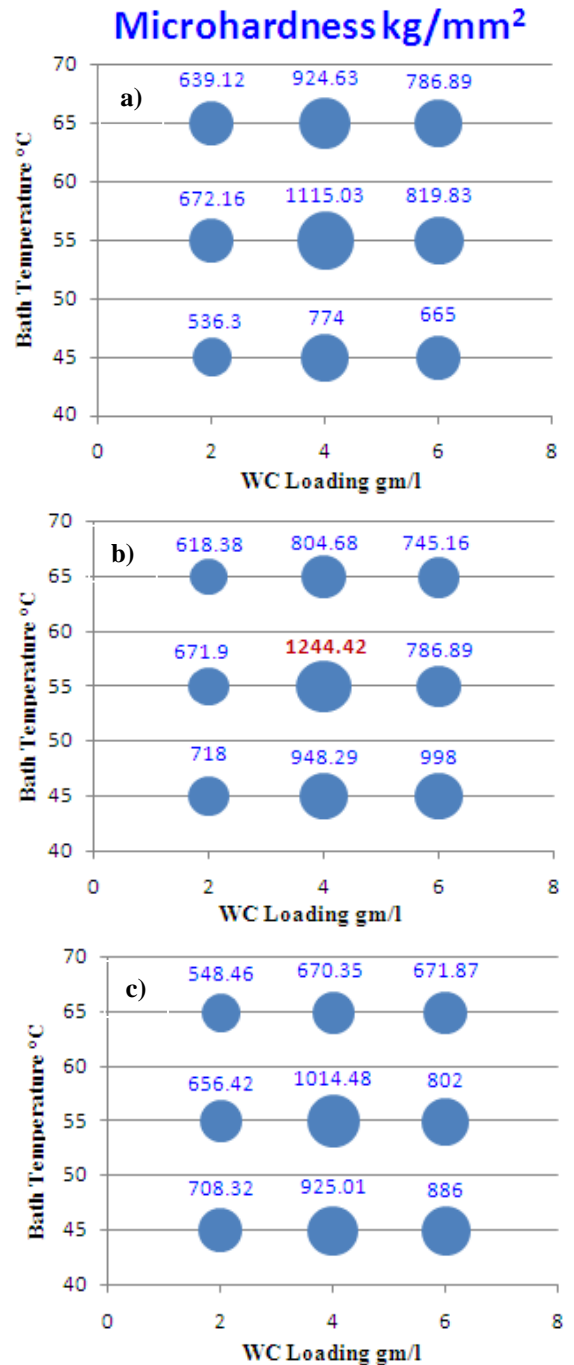 Microhardness kg/mm²
a)
Bath Temperature °C
70
639.12 924.63 786.89
65
60
672.16 1115.03 819.83
55
50
536.3 774 665
45
40
0 2 4 6 8
WC Loading gm/l
b)
Bath Temperature °C
70
618.38 804.68 745.16
65
60
671.9 1244.42 786.89
55
50
718 948.29 998
45
40
0 2 4 6 8
WC Loading gm/l
c)
Bath Temperature °C
70
548.46 670.35 671.87
65
60
656.42 1014.48 802
55
50
708.32 925.01 886
45
40
0 2 4 6 8
WC Loading gm/l